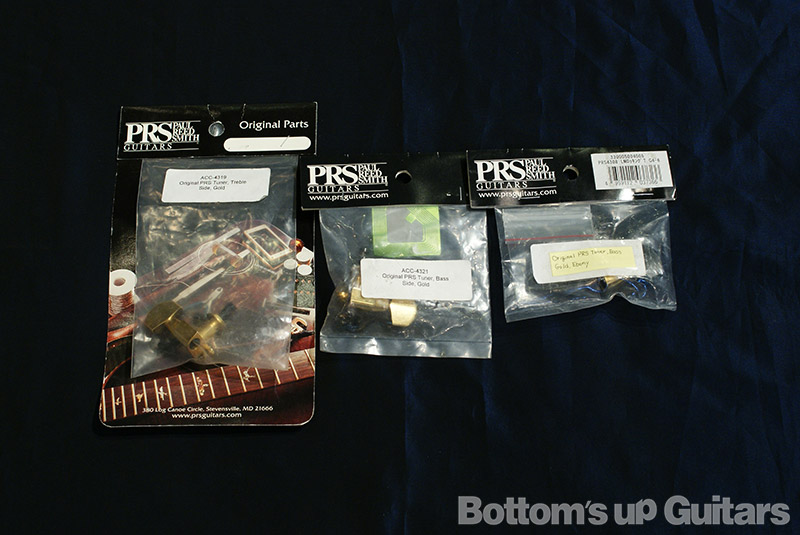 PRS PAUL
REED
SMITH
GUITARS
Original Parts
ACC-4319
Original PRS Tuner, Treble
Side, Gold
380 Log Canoe Circle, Stevensville, MD 21666
www.prsguitars.com
PRS PAUL
REED
SMITH
GUITARS
www.prsguitars.com
ACC-4321
Original PRS Tuner, Bass
Side, Gold
PRS PAUL
REED
SMITH
GUITARS
www.prsguitars.com
Original PRS Tuner, Bass
Gold, Ebony
Bottom's up Guitars